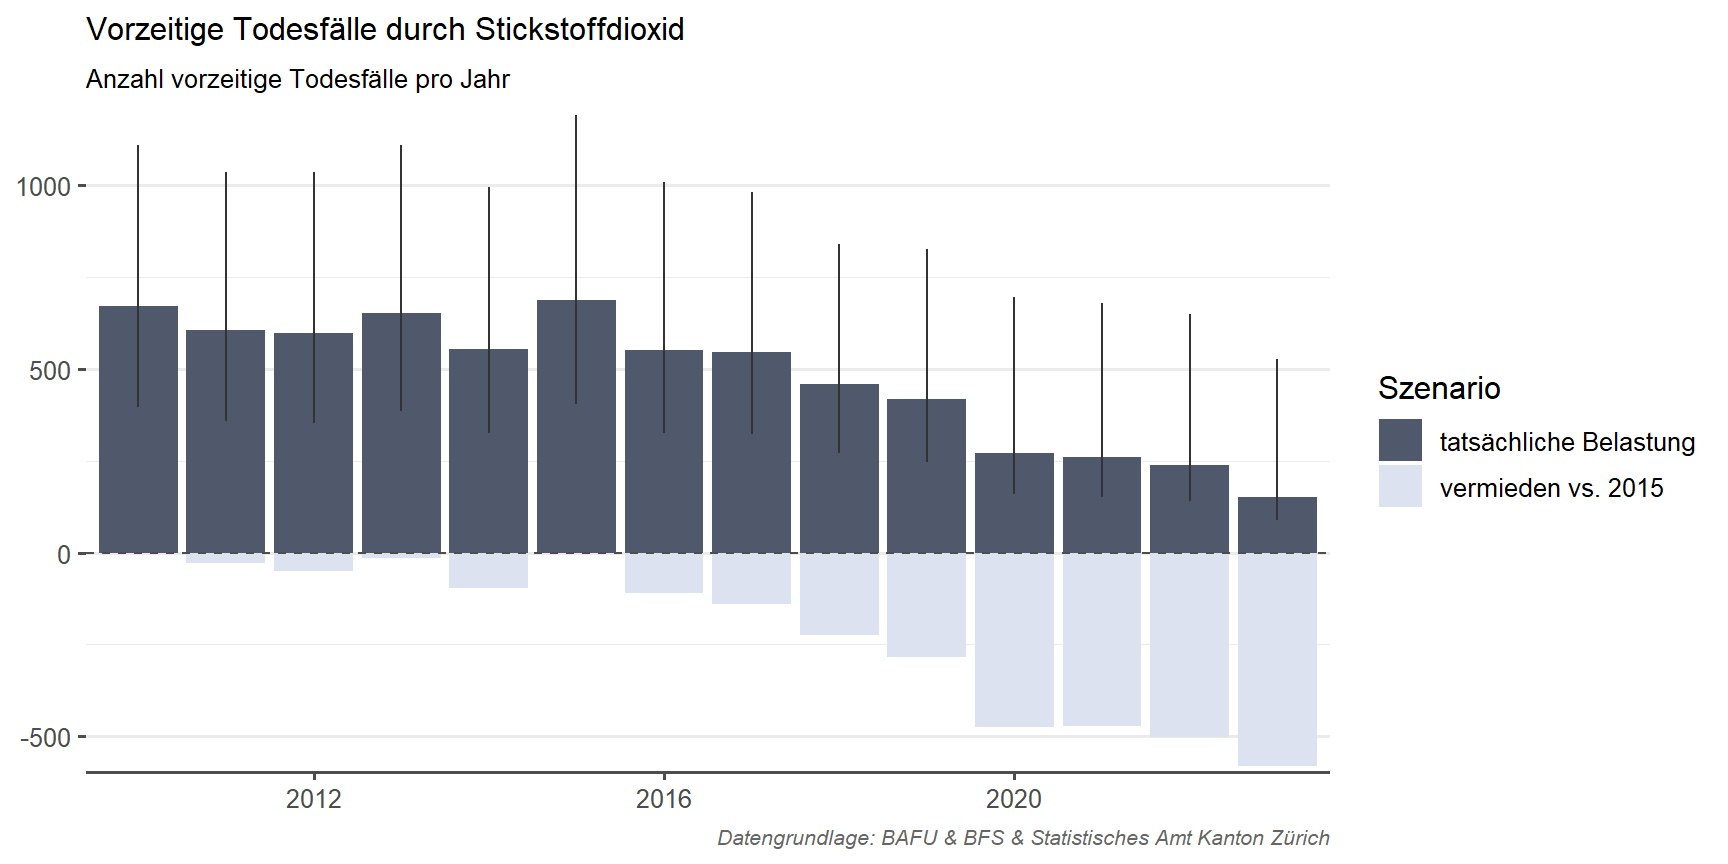 Vorzeitige Todesfälle durch Stickstoffdioxid
Anzahl vorzeitige Todesfälle pro Jahr
1000
500
0
-500
2012
2016
2020
Szenario
tatsächliche Belastung
vermieden vs. 2015
Datengrundlage: BAFU & BFS & Statistisches Amt Kanton Zürich